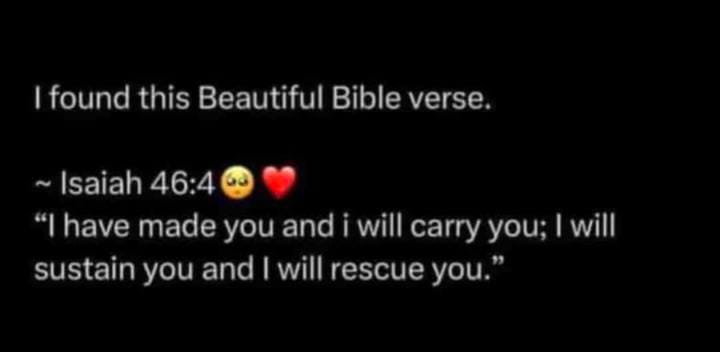 I found this Beautiful Bible verse.
~ Isaiah 46:4🥺❤️
“I have made you and i will carry you; I will
sustain you and I will rescue you.”